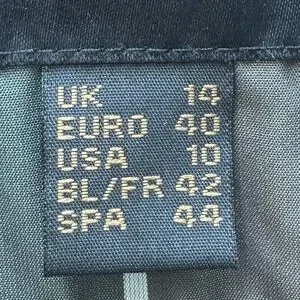 UK 14
EURO 40
USA 10
BL/FR 42
SPA 44